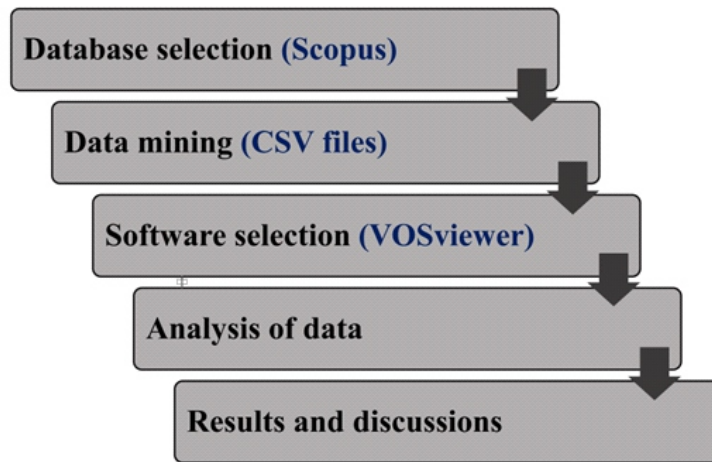 Database selection (Scopus)
Data mining (CSV files)
Software selection (VOSviewer)
Analysis of data
Results and discussions